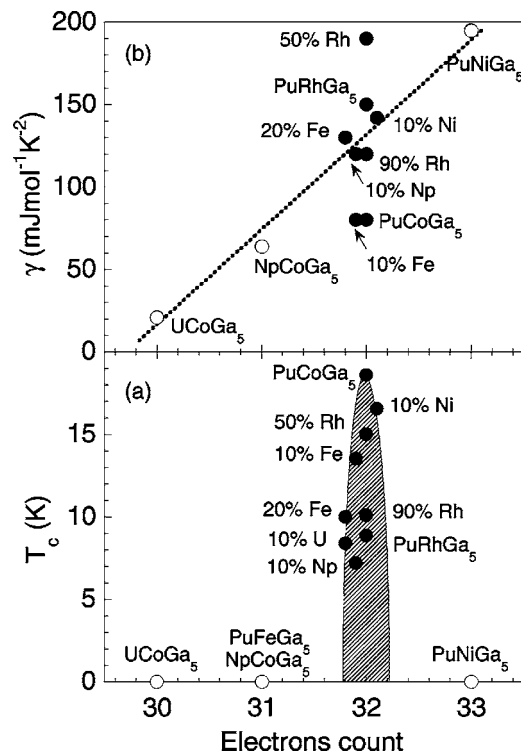 200
150
100
50
0
γ (mJmol⁻¹K⁻²)
(b)
50% Rh
PuNiGa₅
PuRhGa₅
20% Fe
10% Ni
90% Rh
10% Np
PuCoGa₅
NpCoGa₅
10% Fe
UCoGa₅
15
10
5
0
T_c (K)
(a)
PuCoGa₅
10% Ni
50% Rh
10% Fe
20% Fe
90% Rh
10% U
PuRhGa₅
10% Np
PuFeGa₅
UCoGa₅
NpCoGa₅
PuNiGa₅
30 31 32 33
Electrons count